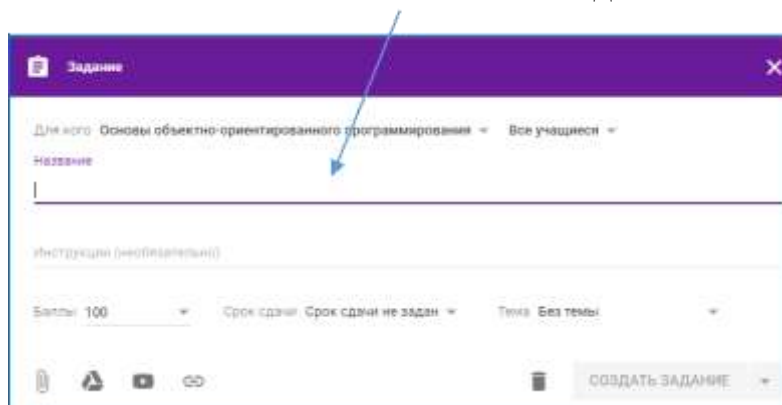 Задание
Для кого Основы объектно-ориентированного программирования Все учащиеся
Название
Инструкции (необязательно)
Баллы 100 Срок сдачи Срок сдачи не задан Тема Без темы
СОЗДАТЬ ЗАДАНИЕ